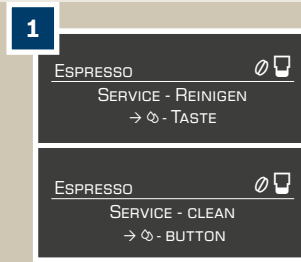 1
Espresso
Service - Reinigen
→ - Taste
Espresso
Service - clean
→ - button